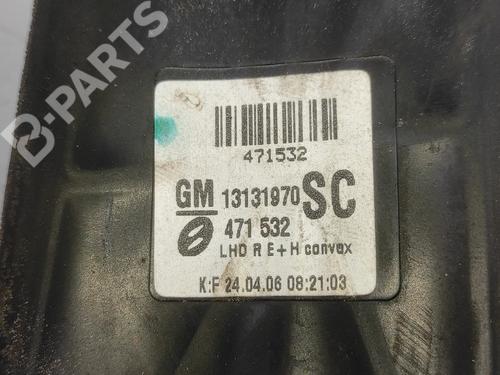 B-PARTS
471532
GM 13131970 SC
471 532
LHD R E+H convex
K:F 24.04.06 08:21:03